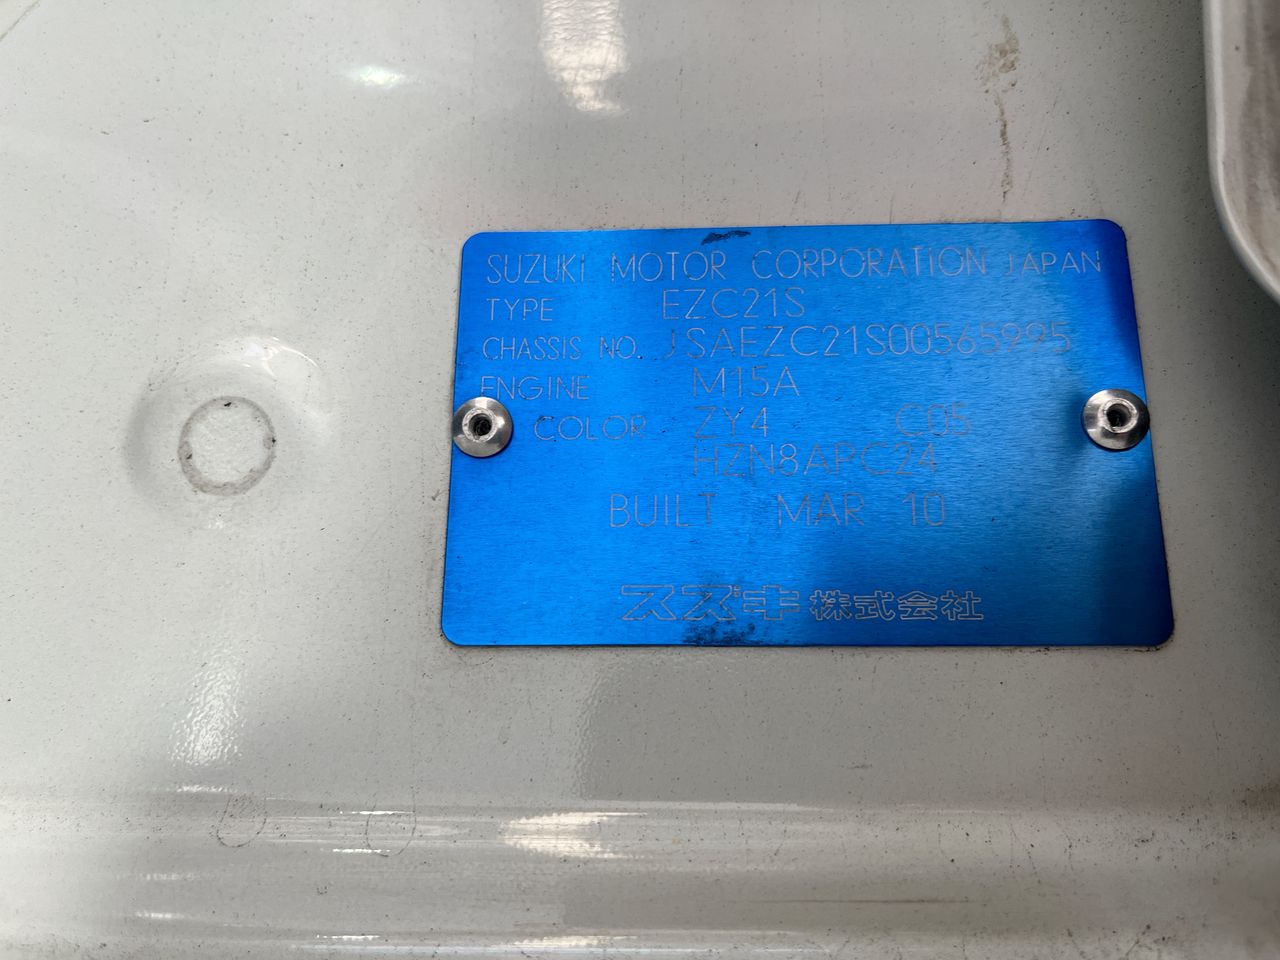 SUZUKI MOTOR CORPORATION JAPAN
TYPE EZC21S
CHASSIS NO. JSAEZC21S00565995
ENGINE M15A
COLOR ZY4 C05
HZN8APC24
BUILT MAR 10
スズキ株式会社